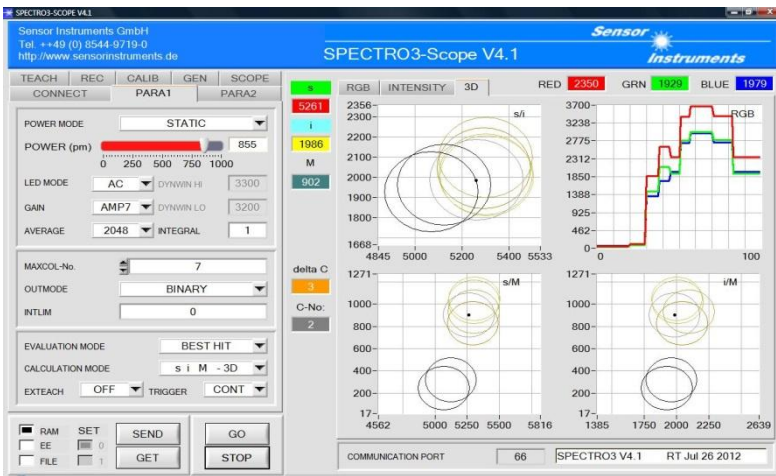 SPECTRO3-SCOPE V4.1
Sensor Instruments GmbH
Tel. ++49 (0) 8544-9719-0
http://www.sensorinstruments.de
SPECTRO3-Scope V4.1
Sensor
Instruments
TEACH REC CALIB GEN SCOPE
CONNECT PARA1 PARA2
POWER MODE STATIC
POWER (pm) 855
0 250 500 750 1000
LED MODE AC DYNWIN HI 3300
GAIN AMP7 DYNWIN LO 3200
AVERAGE 2048 INTEGRAL 1
MAXCOL-No. 7
OUTMODE BINARY
INTLIM 0
EVALUATION MODE BEST HIT
CALCULATION MODE s i M - 3D
EXTEACH OFF TRIGGER CONT
RAM SET SEND GO
EE 0
FILE 1 GET STOP
s
5261
i
1986
M
902
delta C
3
C-No:
2
RGB INTENSITY 3D RED 2350 GRN 1929 BLUE 1979
s/i
2356
2300
2200
2100
2000
1900
1800
1668
4845 5000 5200 5400 5533
RGB
3700
3238
2775
2312
1850
1388
925
462
0
0 100
s/M
1271
1000
800
600
400
200
17
4562 5000 5250 5500 5816
i/M
1271
1000
800
600
400
200
17
1385 1750 2000 2250 2639
COMMUNICATION PORT 66 SPECTRO3 V4.1 RT Jul 26 2012